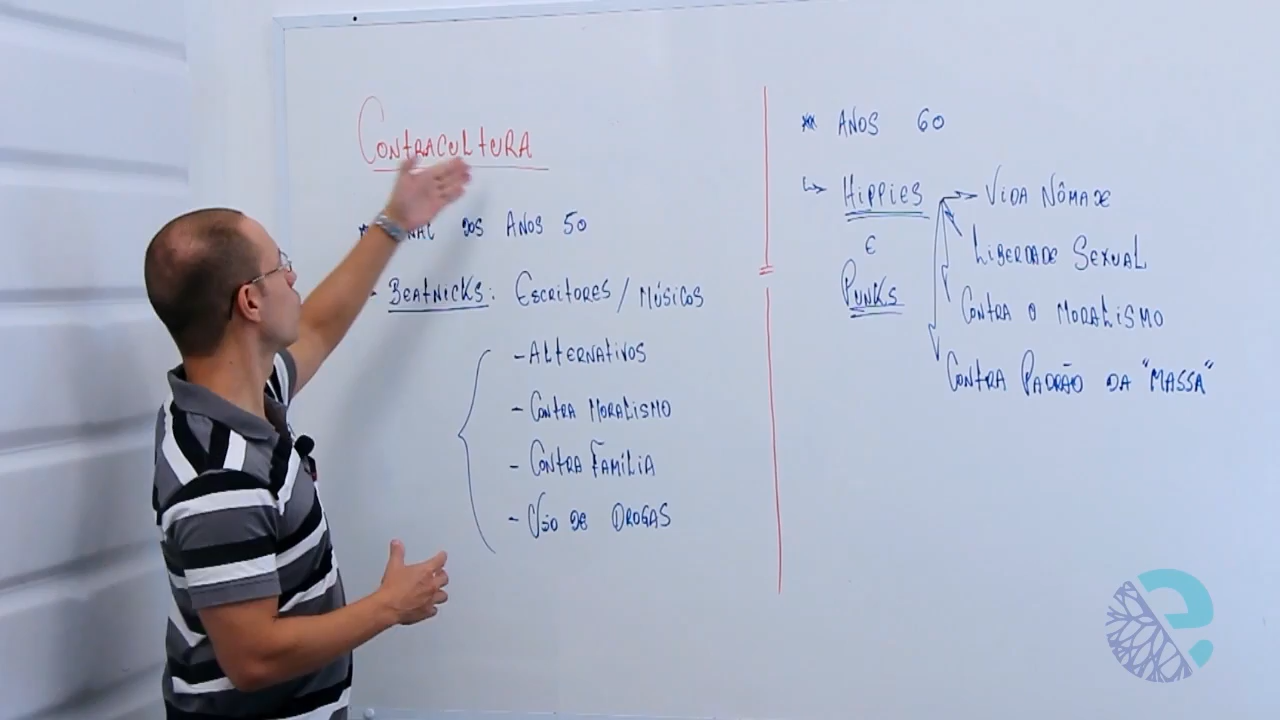 CONTRACULTURA
DOS ANOS 50
- BEATNICKS: ESCRITORES / MÚSICOS
- ALTERNATIVOS
- CONTRA MORALISMO
- CONTRA FAMÍLIA
- USO DE DROGAS
* ANOS 60
↳ HIPPIES → VIDA NÔMADE
E LIBERDADE SEXUAL
PUNKS CONTRA O MORALISMO
CONTRA PADRÃO DA "MASSA"